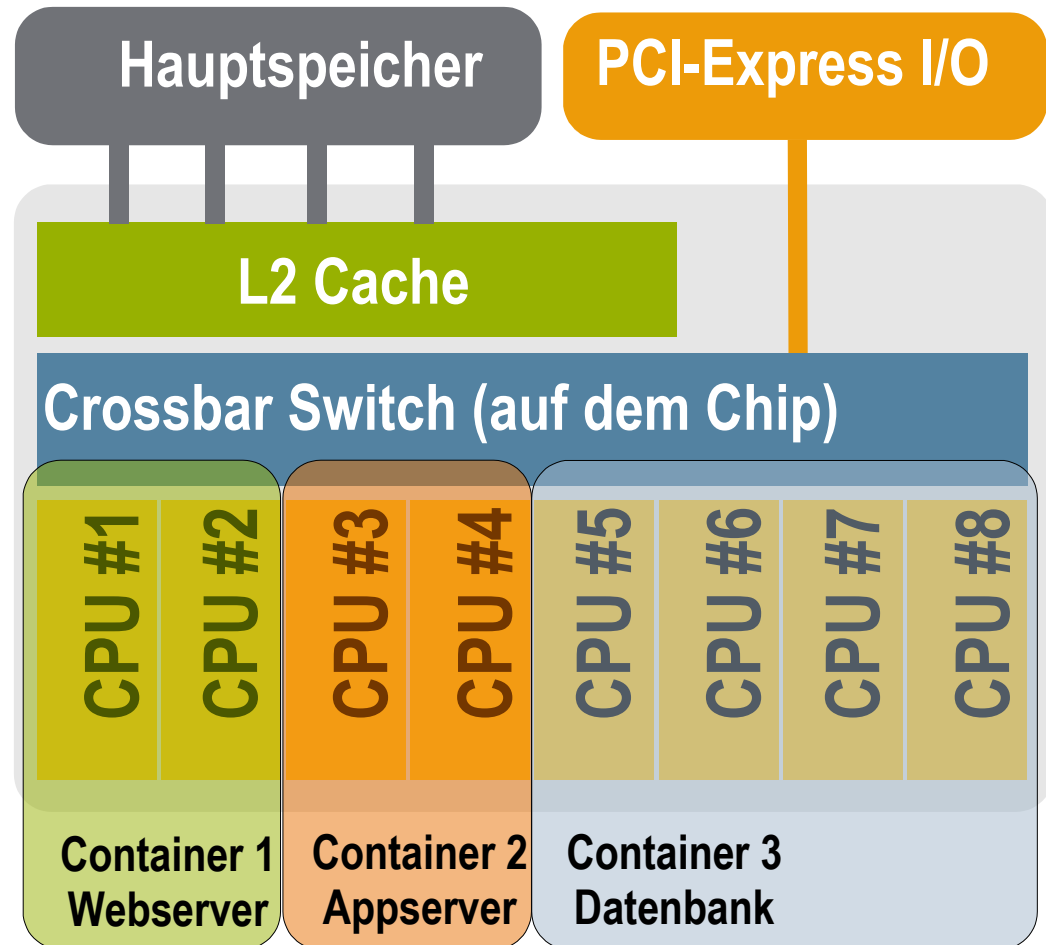 Hauptspeicher
PCI-Express I/O
L2 Cache
Crossbar Switch (auf dem Chip)
CPU #1
CPU #2
CPU #3
CPU #4
CPU #5
CPU #6
CPU #7
CPU #8
Container 1
Webserver
Container 2
Appserver
Container 3
Datenbank